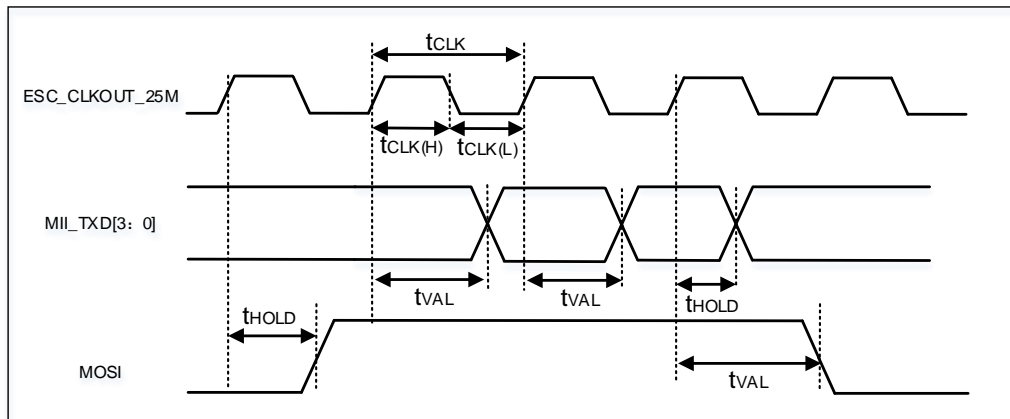 tCLK
ESC_CLKOUT_25M
tCLK(H) tCLK(L)
MII_TXD[3：0]
tVAL tVAL tHOLD
tHOLD
MOSI
tVAL